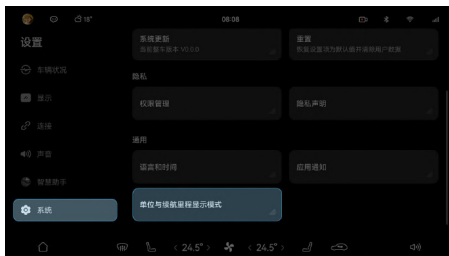 18°
08:08
设置
系统更新
当前整车版本 V0.0.0
重置
恢复设置项为默认值并清除用户数据
车辆状况
隐私
显示
权限管理
隐私声明
连接
通用
声音
语言和时间
应用通知
智慧助手
系统
单位与续航里程显示模式
24.5°
24.5°